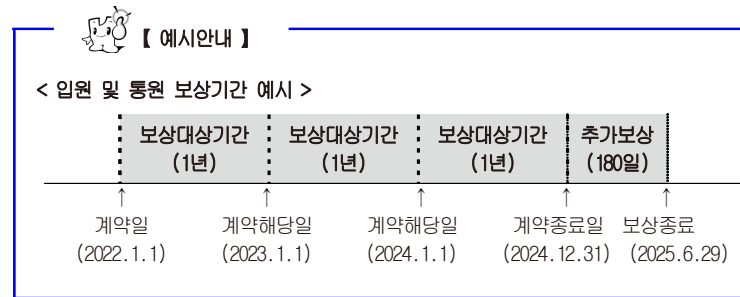 【 예시안내 】
< 입원 및 통원 보상기간 예시 >
보상대상기간 보상대상기간 보상대상기간 추가보상
(1년) (1년) (1년) (180일)
↑ ↑ ↑ ↑ ↑
계약일 계약해당일 계약해당일 계약종료일 보상종료
(2022.1.1) (2023.1.1) (2024.1.1) (2024.12.31) (2025.6.29)